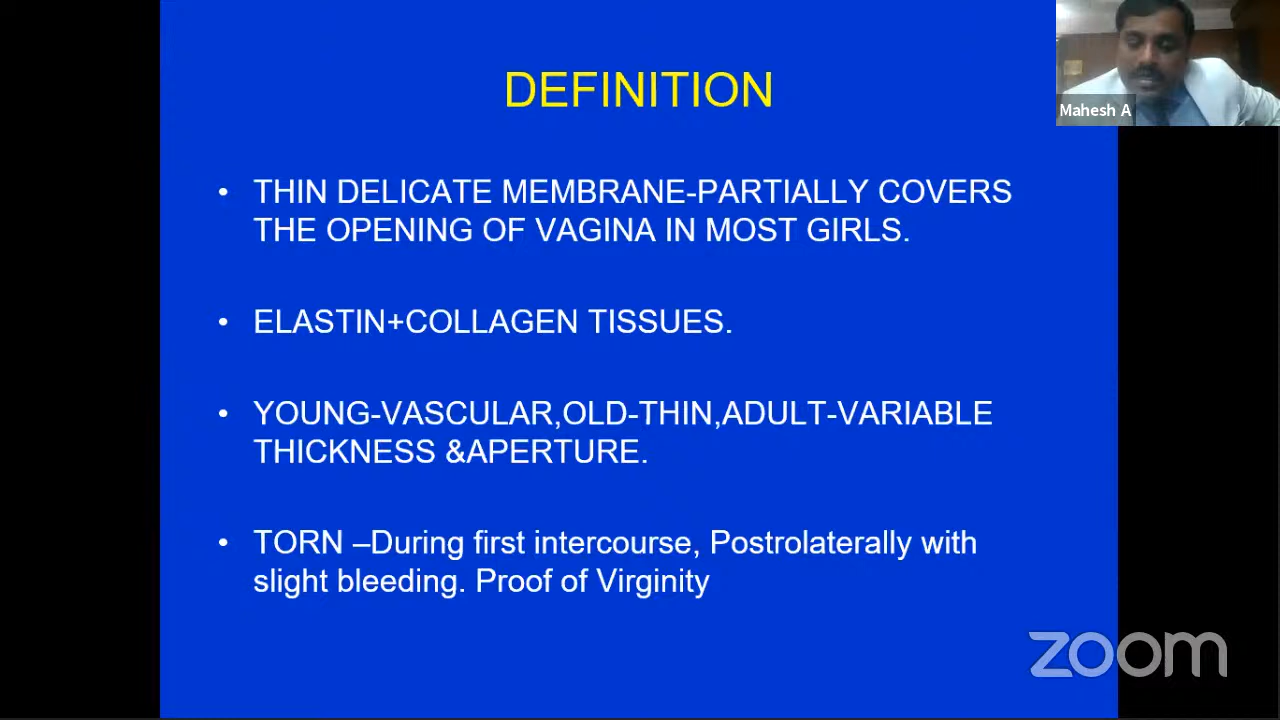 DEFINITION
Mahesh A
• THIN DELICATE MEMBRANE-PARTIALLY COVERS
THE OPENING OF VAGINA IN MOST GIRLS.
• ELASTIN+COLLAGEN TISSUES.
• YOUNG-VASCULAR,OLD-THIN,ADULT-VARIABLE
THICKNESS &APERTURE.
• TORN –During first intercourse, Postrolaterally with
slight bleeding. Proof of Virginity
zoom